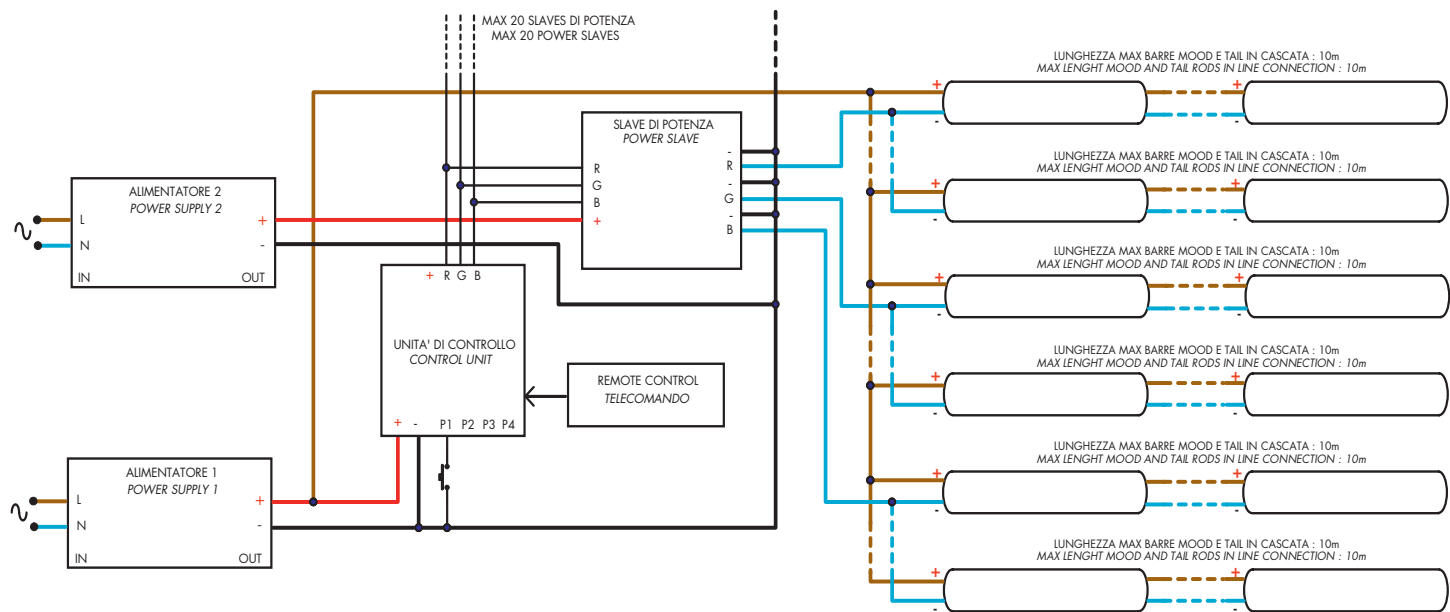 MAX 20 SLAVES DI POTENZA
MAX 20 POWER SLAVES
ALIMENTATORE 2
POWER SUPPLY 2
L
N
IN
+
-
OUT
SLAVE DI POTENZA
POWER SLAVE
R
G
B
+
-
R
-
G
-
B
+ R G B
UNITA' DI CONTROLLO
CONTROL UNIT
+ - P1 P2 P3 P4
REMOTE CONTROL
TELECOMANDO
ALIMENTATORE 1
POWER SUPPLY 1
L
N
IN
+
-
OUT
LUNGHEZZA MAX BARRE MOOD E TAIL IN CASCATA : 10m
MAX LENGHT MOOD AND TAIL RODS IN LINE CONNECTION : 10m
+ +
- -
LUNGHEZZA MAX BARRE MOOD E TAIL IN CASCATA : 10m
MAX LENGHT MOOD AND TAIL RODS IN LINE CONNECTION : 10m
+ +
- -
LUNGHEZZA MAX BARRE MOOD E TAIL IN CASCATA : 10m
MAX LENGHT MOOD AND TAIL RODS IN LINE CONNECTION : 10m
+ +
- -
LUNGHEZZA MAX BARRE MOOD E TAIL IN CASCATA : 10m
MAX LENGHT MOOD AND TAIL RODS IN LINE CONNECTION : 10m
+ +
- -
LUNGHEZZA MAX BARRE MOOD E TAIL IN CASCATA : 10m
MAX LENGHT MOOD AND TAIL RODS IN LINE CONNECTION : 10m
+ +
- -
LUNGHEZZA MAX BARRE MOOD E TAIL IN CASCATA : 10m
MAX LENGHT MOOD AND TAIL RODS IN LINE CONNECTION : 10m
+ +
- -